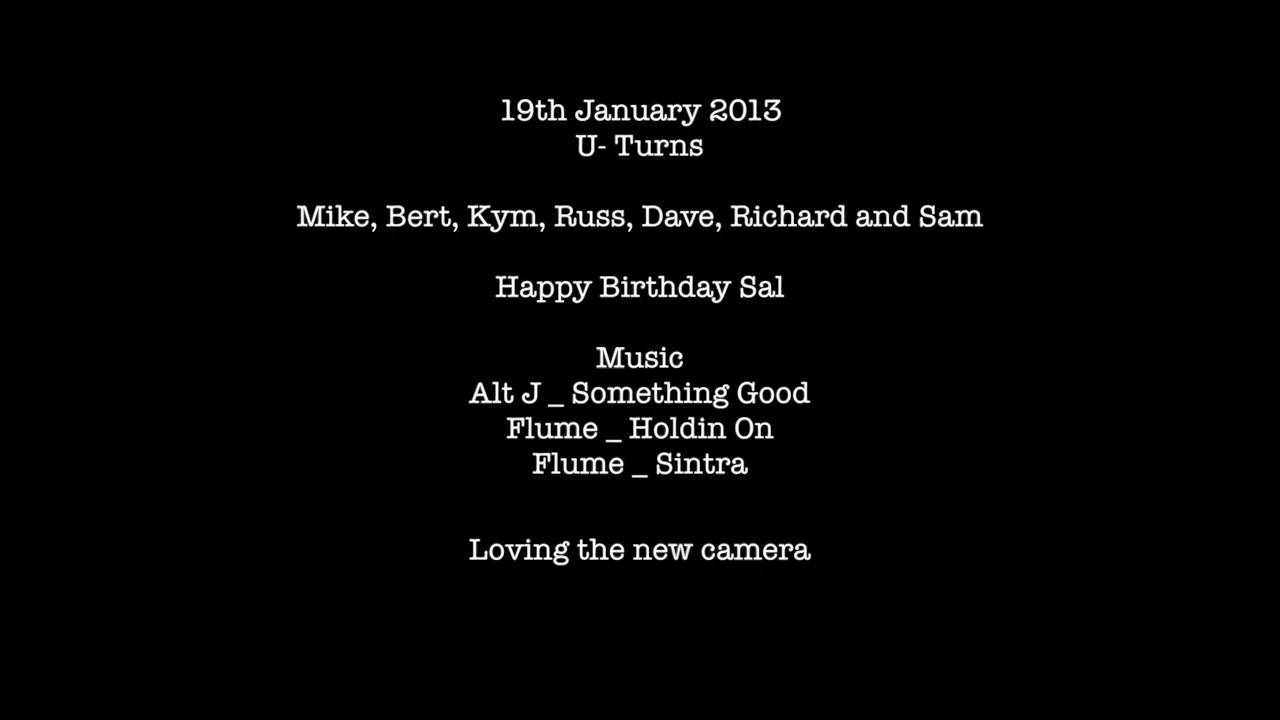 19th January 2013
U- Turns
Mike, Bert, Kym, Russ, Dave, Richard and Sam
Happy Birthday Sal
Music
Alt J _ Something Good
Flume _ Holdin On
Flume _ Sintra
Loving the new camera